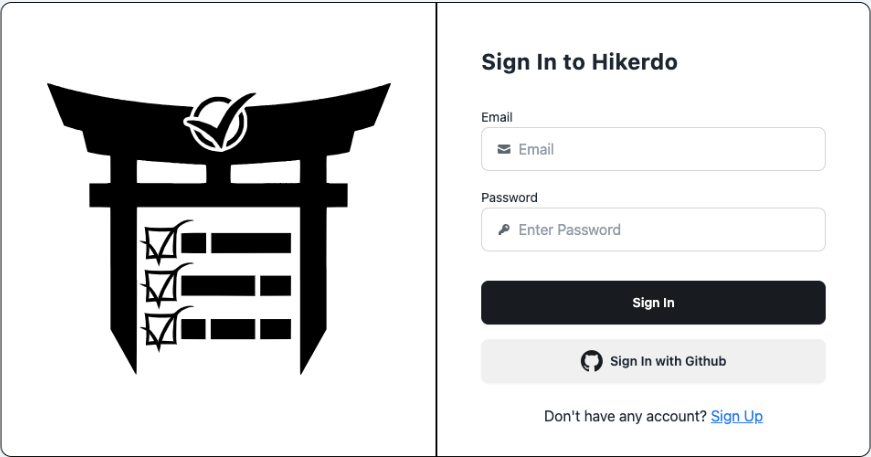 Sign In to Hikerdo
Email
Email
Password
Enter Password
Sign In
Sign In with Github
Don't have any account? Sign Up